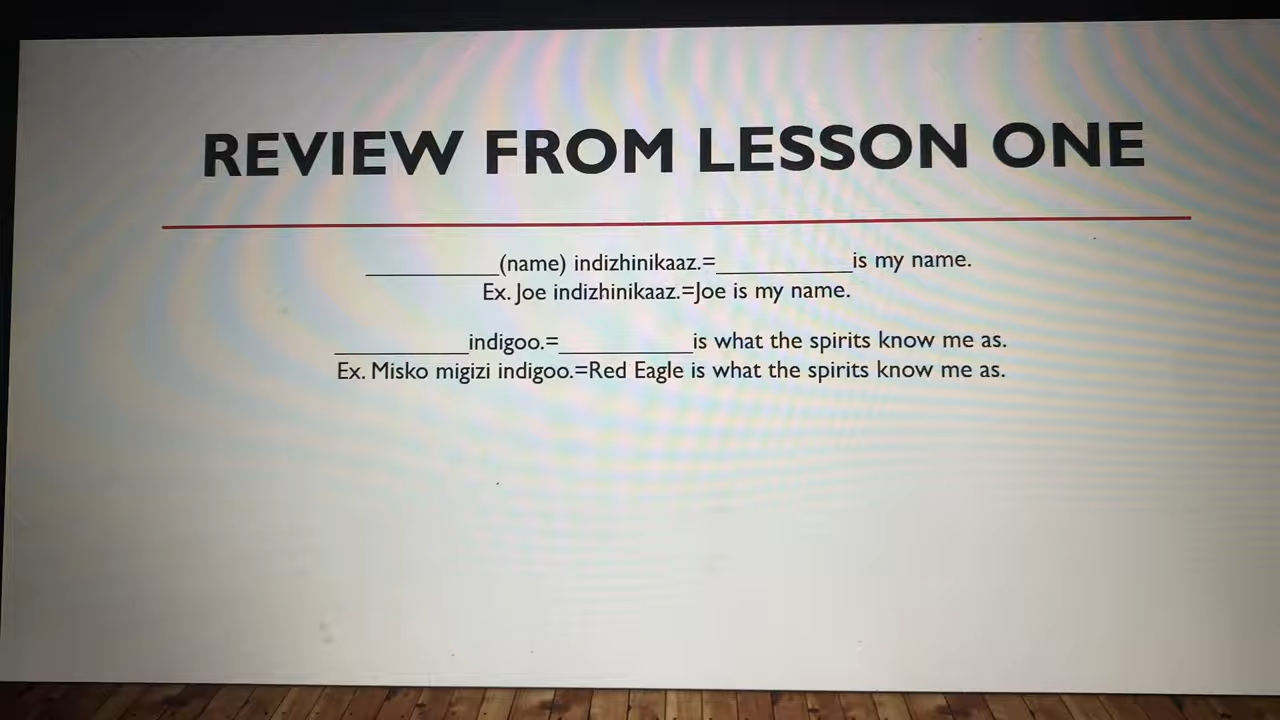 REVIEW FROM LESSON ONE
___________(name) indizhinikaaz.=___________is my name.
Ex. Joe indizhinikaaz.=Joe is my name.
___________indigoo.=___________is what the spirits know me as.
Ex. Misko migizi indigoo.=Red Eagle is what the spirits know me as.